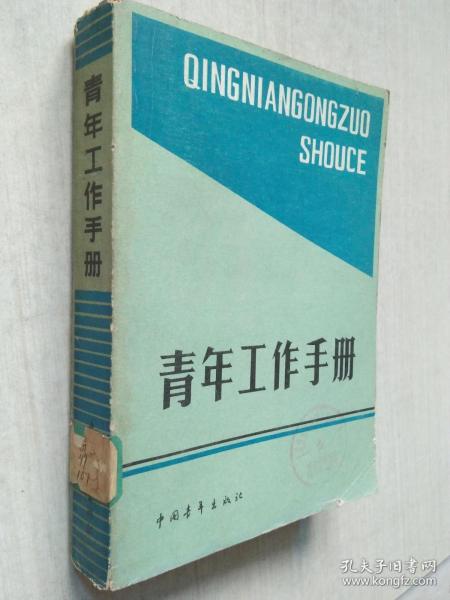 青年工作手册
QINGNIANGONGZUO
SHOUCE
青年工作手册
中国青年出版社
孔夫子旧书网
book.kongfz.com